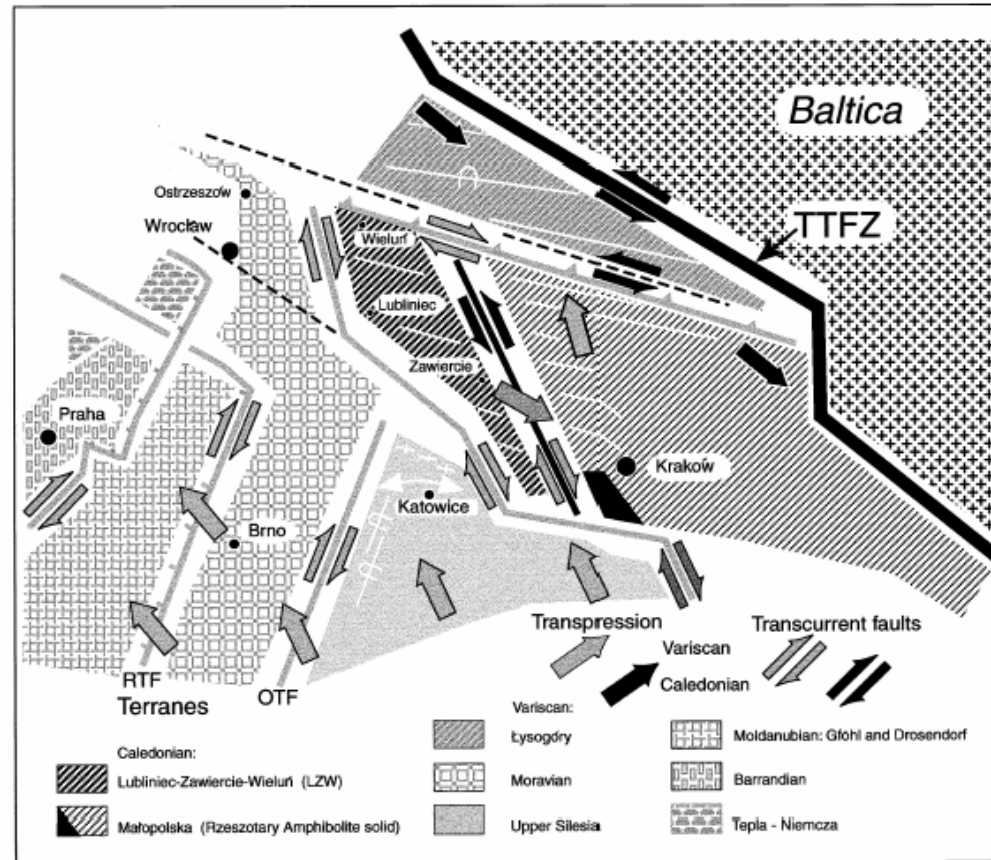 Baltica
TTFZ
Ostrzeszów
Wrocław
Wieluń
Lubliniec
Zawiercie
Praha
Kraków
Katowice
Brno
RTF
OTF
Transpression
Transcurrent faults
Variscan
Caledonian
Terranes
Caledonian:
Lubliniec-Zawiercie-Wieluń (LZW)
Małopolska (Rzeszotary Amphibolite solid)
Variscan:
Łysogóry
Moravian
Upper Silesia
Moldanubian: Gföhl and Drosendorf
Barrandian
Tepla - Niemcza